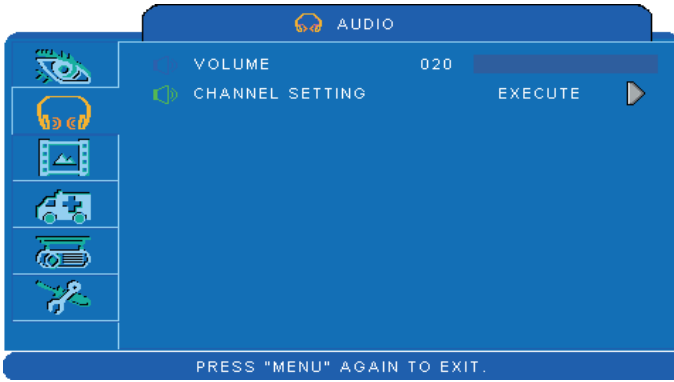 AUDIO
VOLUME 020
CHANNEL SETTING EXECUTE
PRESS "MENU" AGAIN TO EXIT.